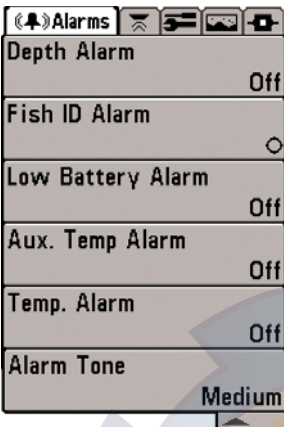 Alarms
Depth Alarm
Off
Fish ID Alarm
Low Battery Alarm
Off
Aux. Temp Alarm
Off
Temp. Alarm
Off
Alarm Tone
Medium